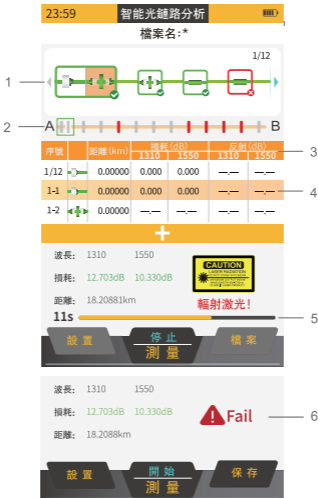 23:59 智能光鏈路分析
檔案名:*
1/12
1
2 A B
序號 距離(km) 損耗(dB) 反射(dB)
1310 1550 1310 1550
3
1/12 0.00000 0.000 0.000 —.— —.—
1-1 0.00000 0.000 0.000 —.— —.—
4
1-2 0.00000 —.— —.— —.— —.—
+
波長: 1310 1550
CAUTION
LASER RADIATION
損耗: 12.703dB 10.330dB
距離: 18.20881km
輻射激光!
11s
5
設置 停止 檔案
測量
波長: 1310 1550
損耗: 12.703dB 10.330dB
Fail
6
距離: 18.2088km
設置 開始 保存
測量